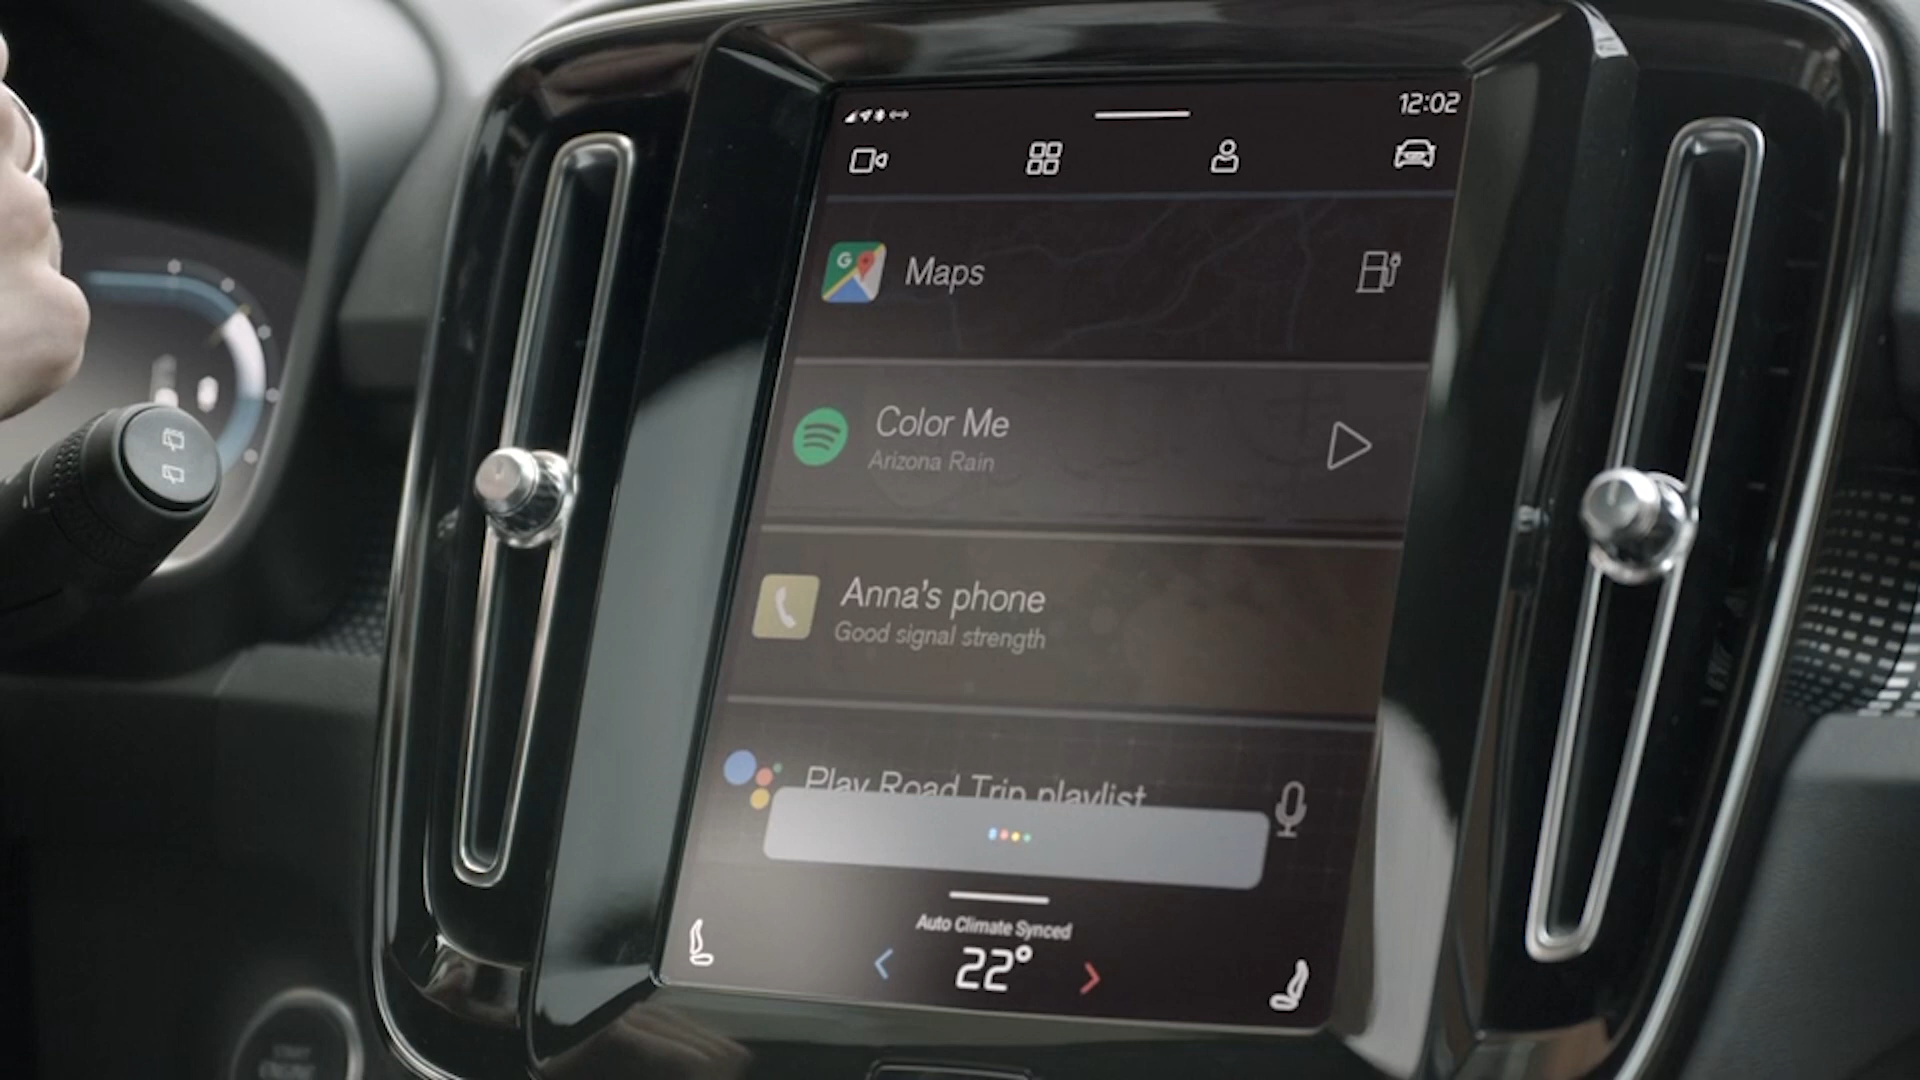 12:02
Maps
Color Me
Arizona Rain
Anna's phone
Good signal strength
Play Road Trip playlist
Auto Climate Synced
22°